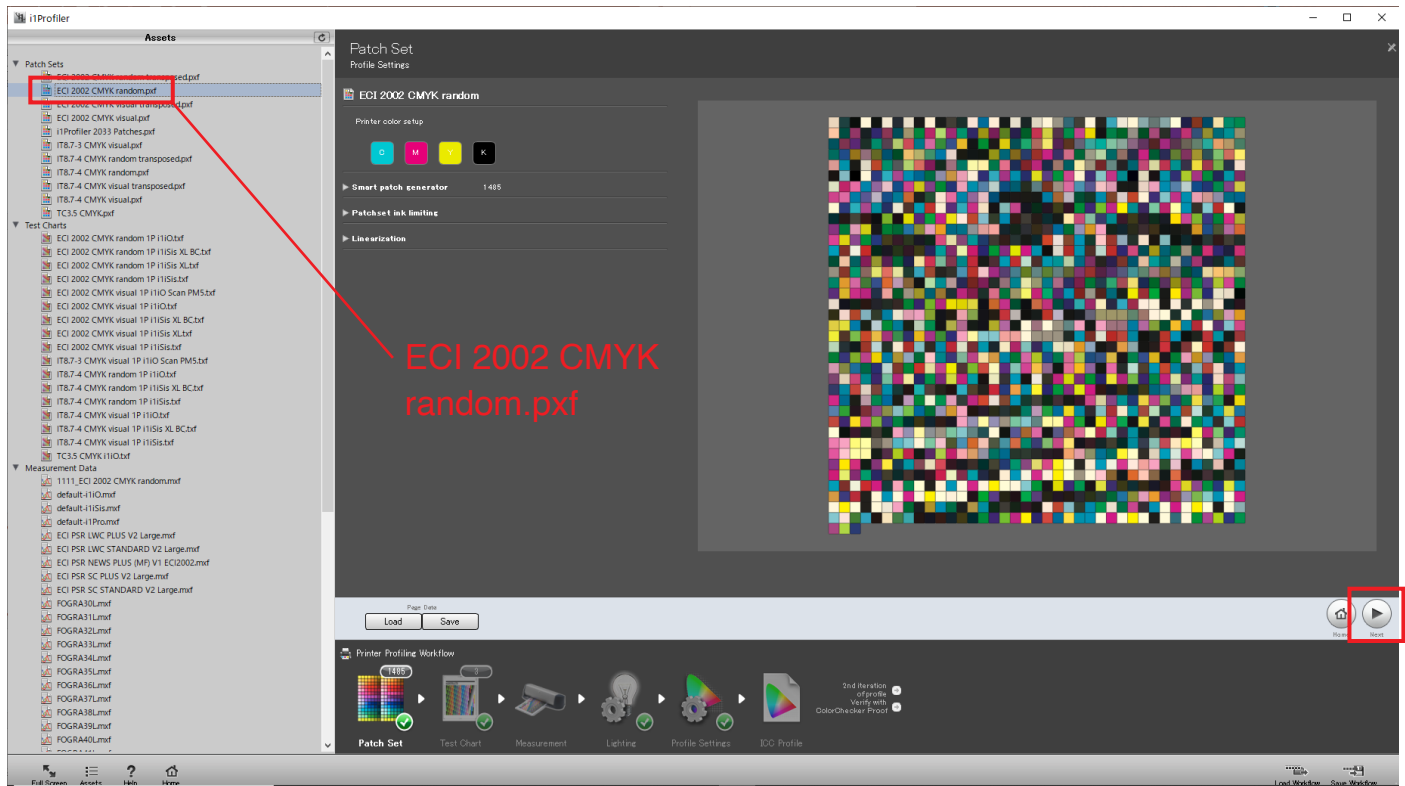 i1Profiler
Assets
Patch Sets
ECI 2002 CMYK random transposed.pxf
ECI 2002 CMYK random.pxf
ECI 2002 CMYK visual transposed.pxf
ECI 2002 CMYK visual.pxf
i1Profiler 2033 Patches.pxf
IT8.7-3 CMYK visual.pxf
IT8.7-4 CMYK random transposed.pxf
IT8.7-4 CMYK random.pxf
IT8.7-4 CMYK visual transposed.pxf
IT8.7-4 CMYK visual.pxf
TC3.5 CMYK.pxf
Test Charts
ECI 2002 CMYK random 1P i1iO.txf
ECI 2002 CMYK random 1P i1iSis XL BC.txf
ECI 2002 CMYK random 1P i1iSis XL.txf
ECI 2002 CMYK random 1P i1iSis.txf
ECI 2002 CMYK visual 1P i1iO Scan PM5.txf
ECI 2002 CMYK visual 1P i1iO.txf
ECI 2002 CMYK visual 1P i1iSis XL BC.txf
ECI 2002 CMYK visual 1P i1iSis XL.txf
ECI 2002 CMYK visual 1P i1iSis.txf
IT8.7-3 CMYK visual 1P i1iO Scan PM5.txf
IT8.7-4 CMYK random 1P i1iO.txf
IT8.7-4 CMYK random 1P i1iSis XL BC.txf
IT8.7-4 CMYK random 1P i1iSis.txf
IT8.7-4 CMYK visual 1P i1iO.txf
IT8.7-4 CMYK visual 1P i1iSis XL BC.txf
IT8.7-4 CMYK visual 1P i1iSis.txf
TC3.5 CMYK i1iO.txf
Measurement Data
1111_ECI 2002 CMYK random.mxf
default-i1iO.mxf
default-i1iSis.mxf
default-i1Pro.mxf
ECI PSR LWC PLUS V2 Large.mxf
ECI PSR LWC STANDARD V2 Large.mxf
ECI PSR NEWS PLUS (MF) V1 ECI2002.mxf
ECI PSR SC PLUS V2 Large.mxf
ECI PSR SC STANDARD V2 Large.mxf
FOGRA30L.mxf
FOGRA31L.mxf
FOGRA32L.mxf
FOGRA33L.mxf
FOGRA34L.mxf
FOGRA35L.mxf
FOGRA36L.mxf
FOGRA37L.mxf
FOGRA38L.mxf
FOGRA39L.mxf
FOGRA40L.mxf
Patch Set
Profile Settings
ECI 2002 CMYK random
Printer color setup
C M Y K
Smart patch generator 1485
Patchset ink limiting
Linearization
ECI 2002 CMYK
random.pxf
Page Data
Load Save
Home Next
Printer Profiling Workflow
1485
0
2nd iteration
of profile
Verify with
ColorChecker Proof
Patch Set Test Chart Measurement Lighting Profile Settings ICC Profile
Full Screen Assets Help Home
Load Workflow Save Workflow